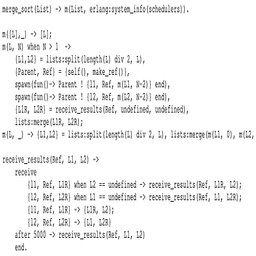 merge_sort(List) -> m(List, erlang:system_info(schedulers)).
m([L],_) -> [L];
m(L, N) when N > 1 ->
{L1,L2} = lists:split(length(L) div 2, L),
{Parent, Ref} = {self(), make_ref()},
spawn(fun()-> Parent ! {l1, Ref, m(L1, N-2)} end),
spawn(fun()-> Parent ! {l2, Ref, m(L2, N-2)} end),
{L1R, L2R} = receive_results(Ref, undefined, undefined),
lists:merge(L1R, L2R);
m(L, _) -> {L1,L2} = lists:split(length(L) div 2, L), lists:merge(m(L1, 0), m(L2,
receive_results(Ref, L1, L2) ->
receive
{l1, Ref, L1R} when L2 == undefined -> receive_results(Ref, L1R, L2);
{l2, Ref, L2R} when L1 == undefined -> receive_results(Ref, L1, L2R);
{l1, Ref, L1R} -> {L1R, L2};
{l2, Ref, L2R} -> {L1, L2R}
after 5000 -> receive_results(Ref, L1, L2)
end.